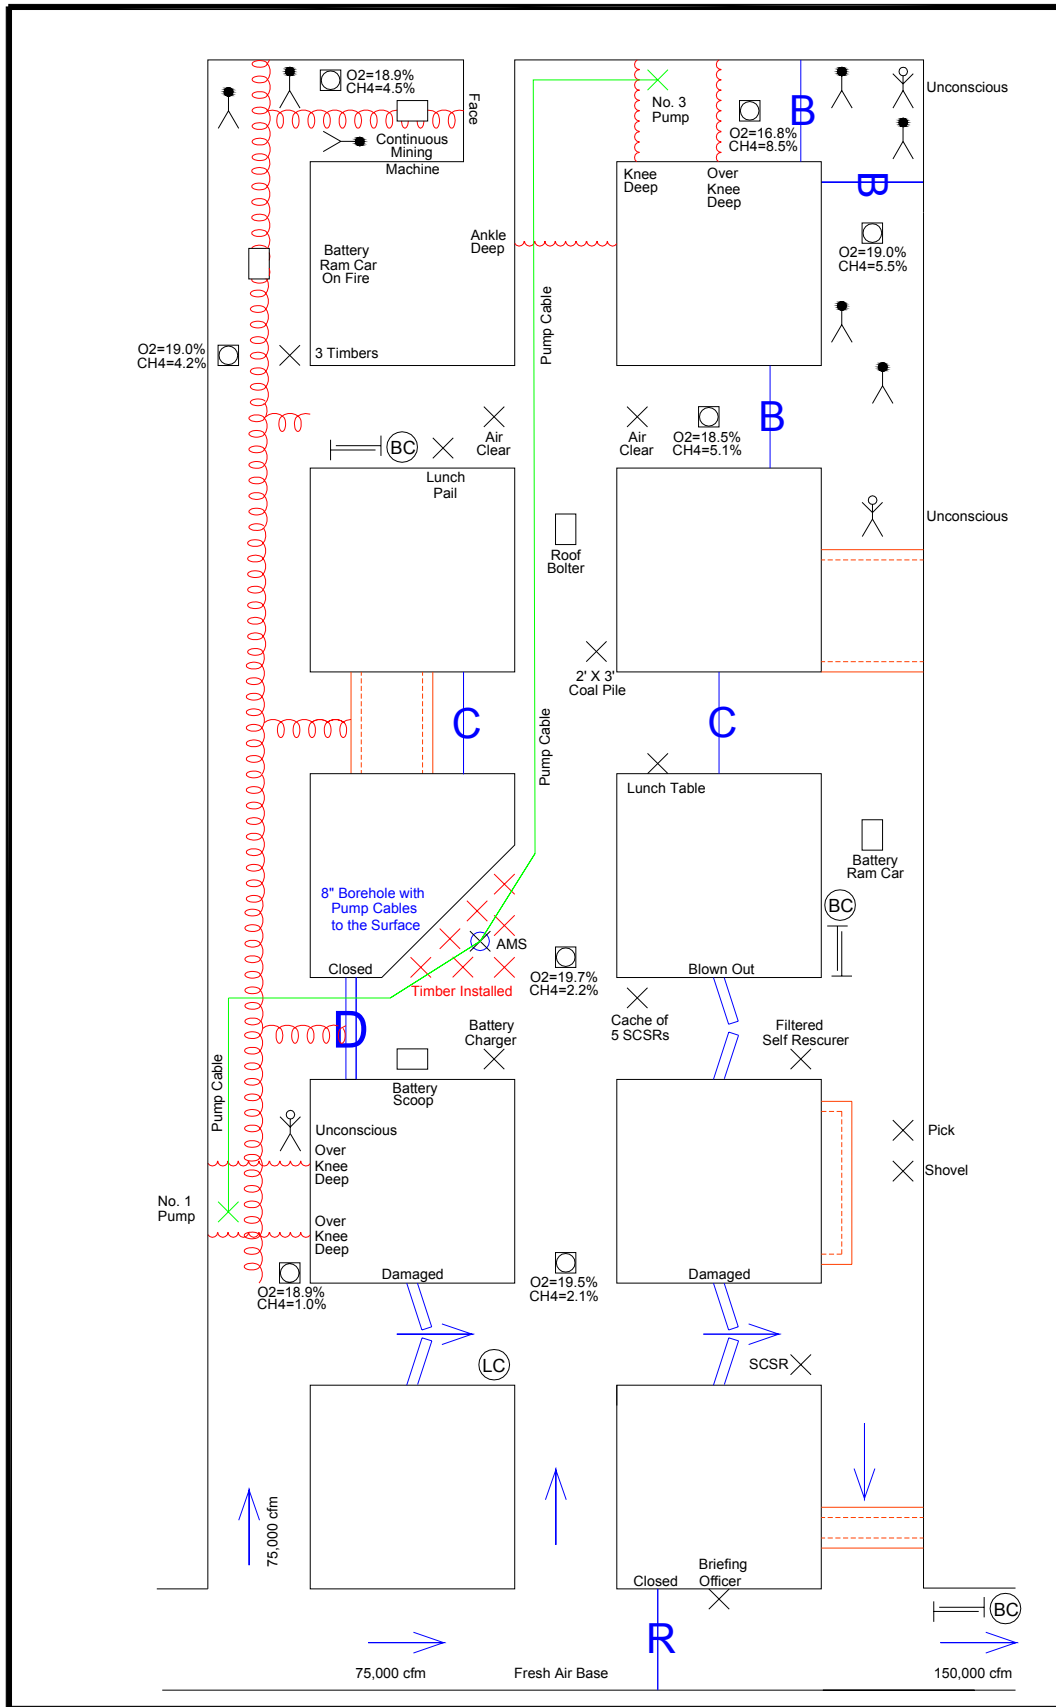 O2=18.9%
CH4=4.5%
Face
Continuous
Mining
Machine
No. 3
Pump
O2=16.8%
CH4=8.5%
B
Unconscious
Knee
Deep
Over
Knee
Deep
B
Ankle
Deep
Battery
Ram Car
On Fire
O2=19.0%
CH4=5.5%
Pump Cable
O2=19.0%
CH4=4.2%
3 Timbers
BC
Lunch
Pail
Air
Clear
Air
Clear
O2=18.5%
CH4=5.1%
B
Unconscious
Roof
Bolter
2' X 3'
Coal Pile
C
Pump Cable
C
Lunch Table
Battery
Ram Car
8" Borehole with
Pump Cables
to the Surface
BC
AMS
Closed
Timber Installed
O2=19.7%
CH4=2.2%
Blown Out
Cache of
5 SCSRs
D
Battery
Charger
Filtered
Self Rescurer
Pump Cable
Battery
Scoop
Unconscious
Over
Knee
Deep
Pick
Shovel
No. 1
Pump
Over
Knee
Deep
O2=18.9%
CH4=1.0%
Damaged
O2=19.5%
CH4=2.1%
Damaged
LC
SCSR
75,000 cfm
Closed
Briefing
Officer
BC
R
75,000 cfm
Fresh Air Base
150,000 cfm